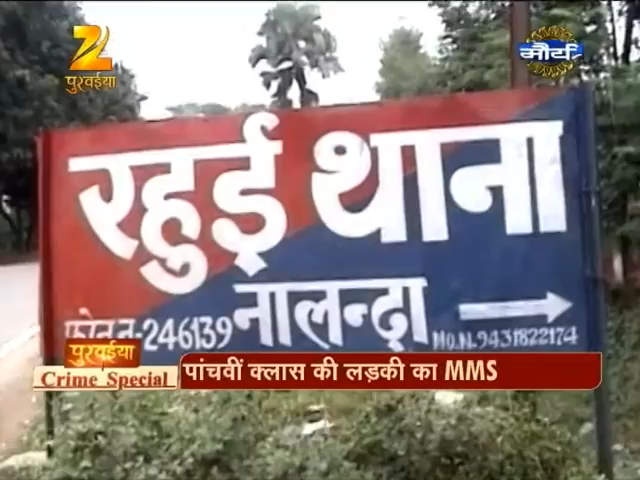 Z
पुरवईया
मौर्य
रहुई थाना
नालन्दा
फोन न.-246139
MO.N.9431822174
पुरवईया
Crime Special
पांचवीं क्लास की लड़की का MMS